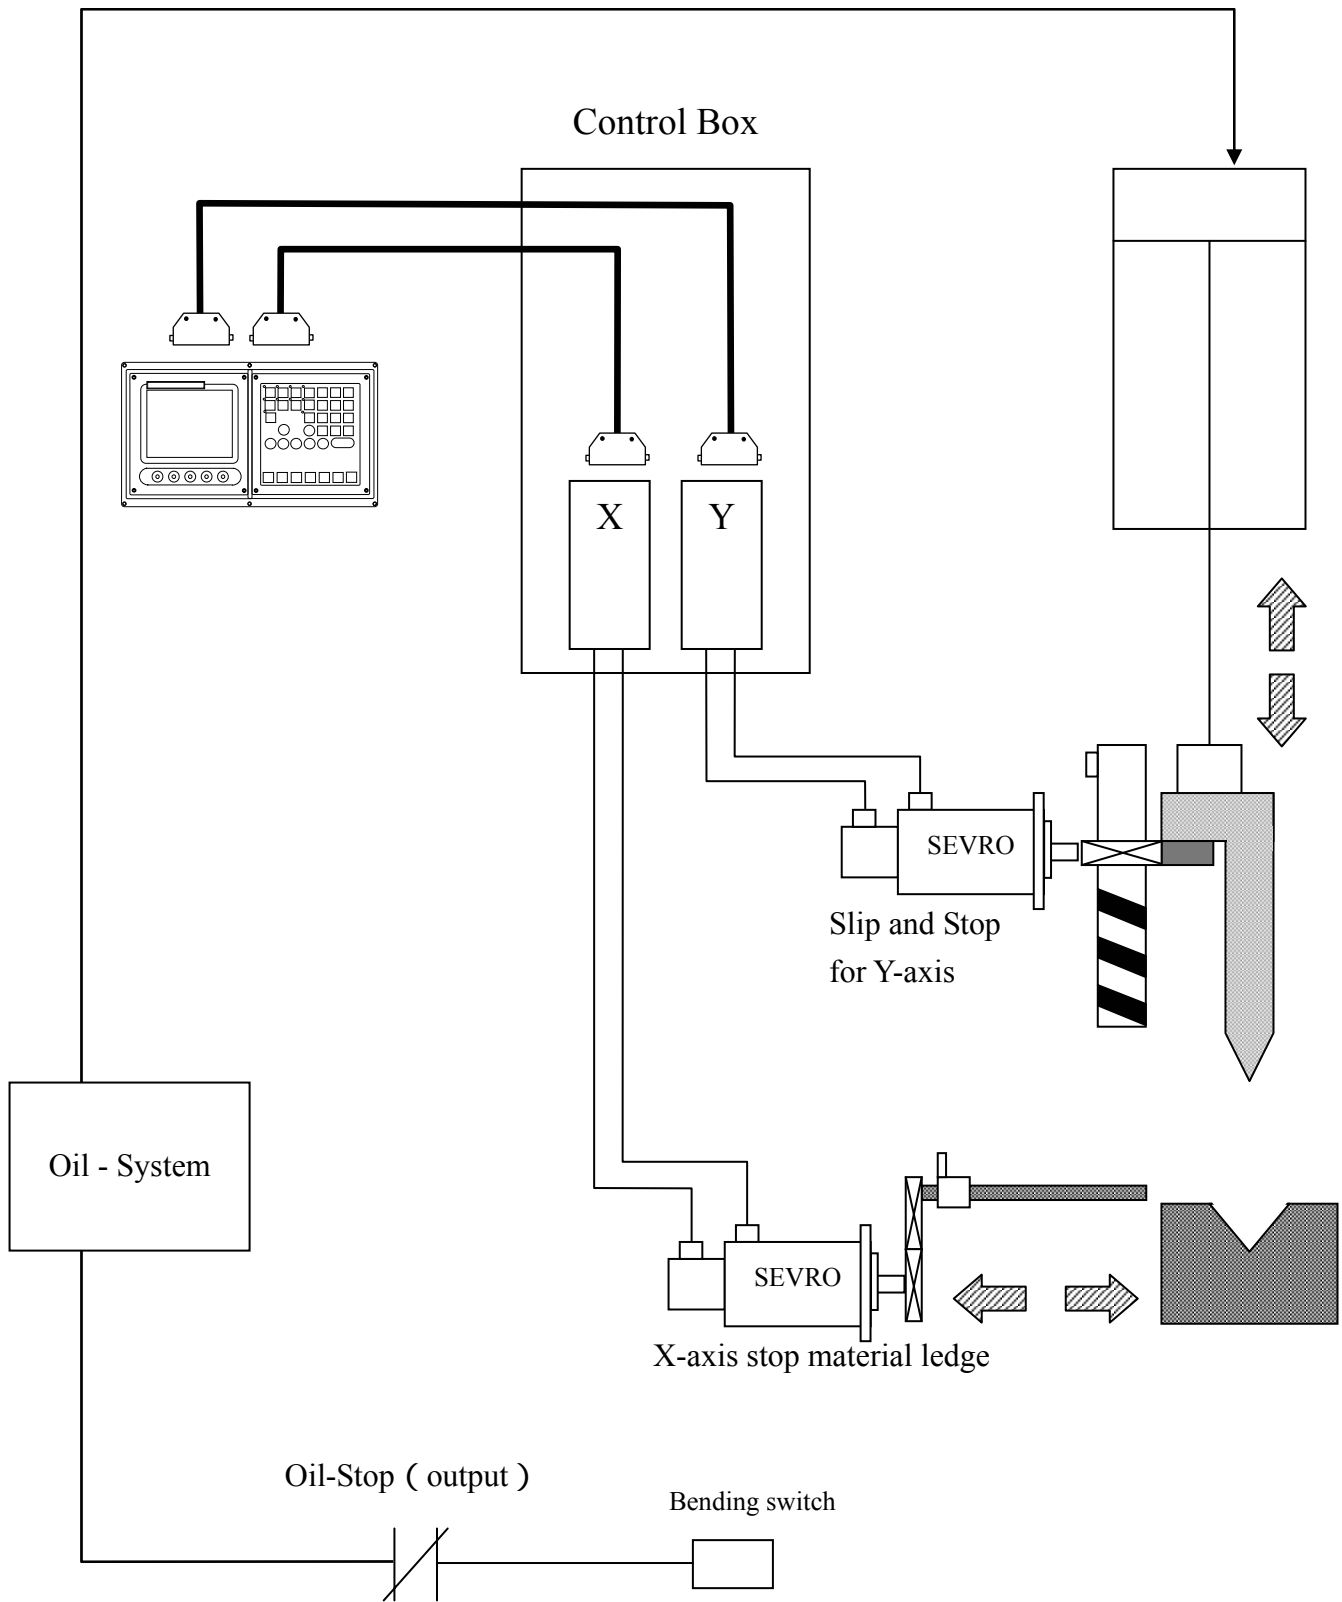 Control Box
X
Y
SEVRO
Slip and Stop
for Y-axis
Oil - System
SEVRO
X-axis stop material ledge
Oil-Stop ( output )
Bending switch